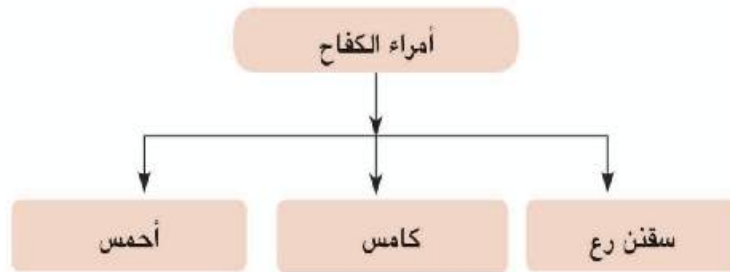 أمراء الكفاح
سقنن رع
كامس
أحمس